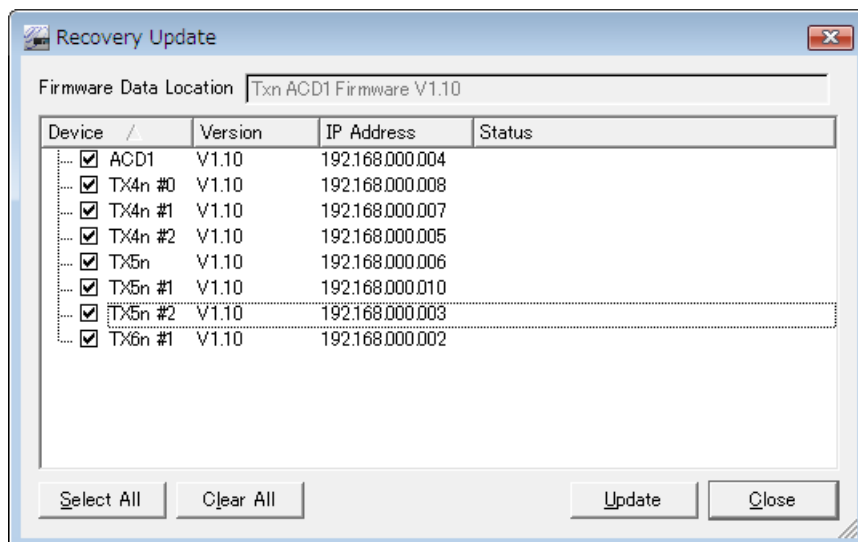 Recovery Update
Firmware Data Location Txn ACD1 Firmware V1.10
Device Version IP Address Status
ACD1 V1.10 192.168.000.004
TX4n #0 V1.10 192.168.000.008
TX4n #1 V1.10 192.168.000.007
TX4n #2 V1.10 192.168.000.005
TX5n V1.10 192.168.000.006
TX5n #1 V1.10 192.168.000.010
TX5n #2 V1.10 192.168.000.003
TX6n #1 V1.10 192.168.000.002
Select All Clear All Update Close